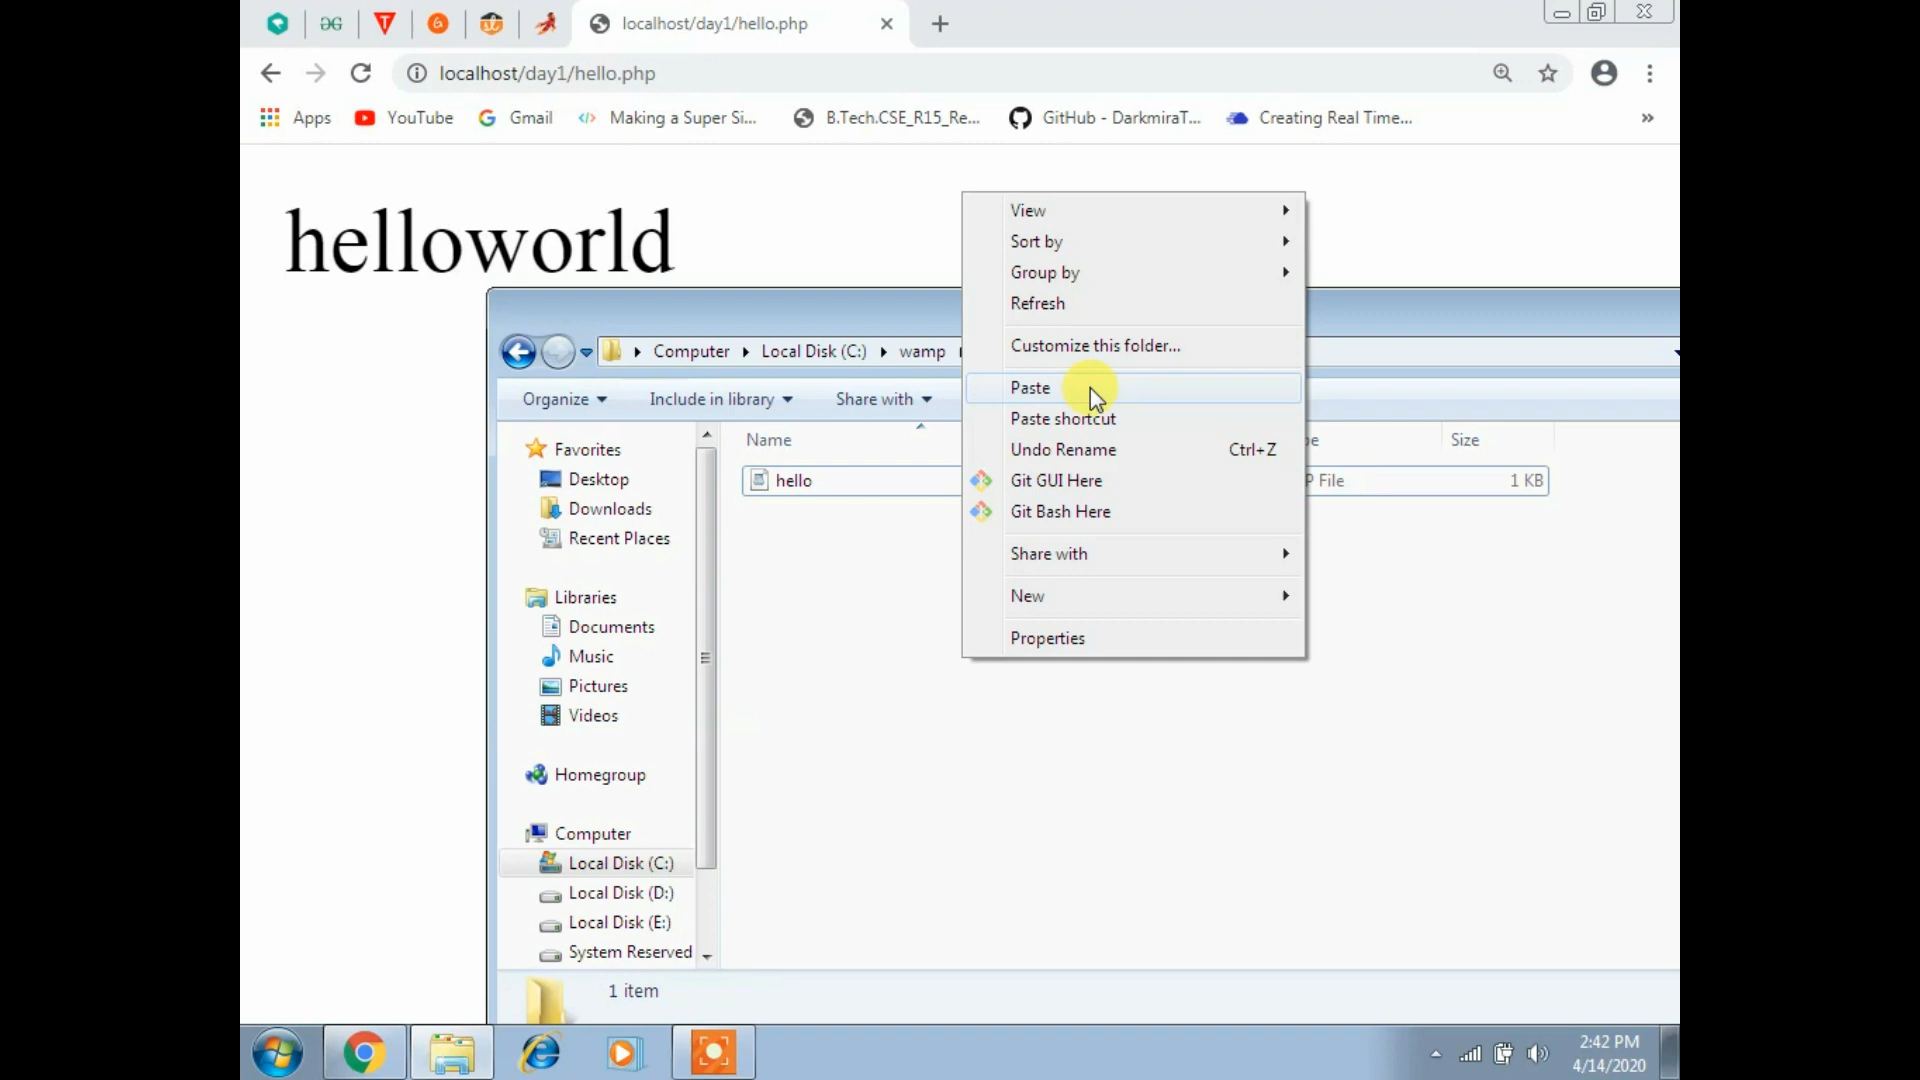 localhost/day1/hello.php
localhost/day1/hello.php
Apps YouTube Gmail Making a Super Si... B.Tech.CSE_R15_Re... GitHub - DarkmiraT... Creating Real Time... »
helloworld
View
Sort by
Group by
Refresh
Customize this folder...
Paste
Paste shortcut
Undo Rename Ctrl+Z
Git GUI Here
Git Bash Here
Share with
New
Properties
Computer Local Disk (C:) wamp
Organize Include in library Share with
Name Size
hello P File 1 KB
Favorites
Desktop
Downloads
Recent Places
Libraries
Documents
Music
Pictures
Videos
Homegroup
Computer
Local Disk (C:)
Local Disk (D:)
Local Disk (E:)
System Reserved
1 item
2:42 PM
4/14/2020